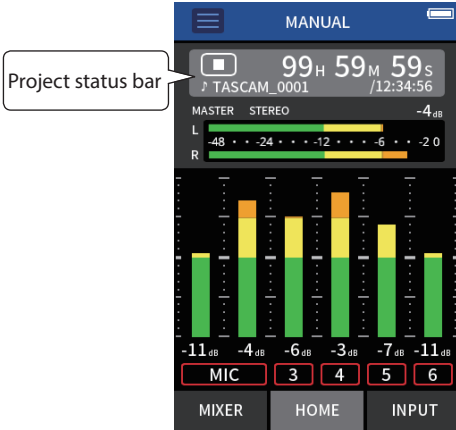 MANUAL
Project status bar
99H 59M 59S
♪ TASCAM_0001 /12:34:56
MASTER STEREO -4dB
L
-48 · · -24 · · · · -12 · · · -6 · · -2 0
R
-11dB -4dB -6dB -3dB -7dB -11dB
MIC 3 4 5 6
MIXER HOME INPUT